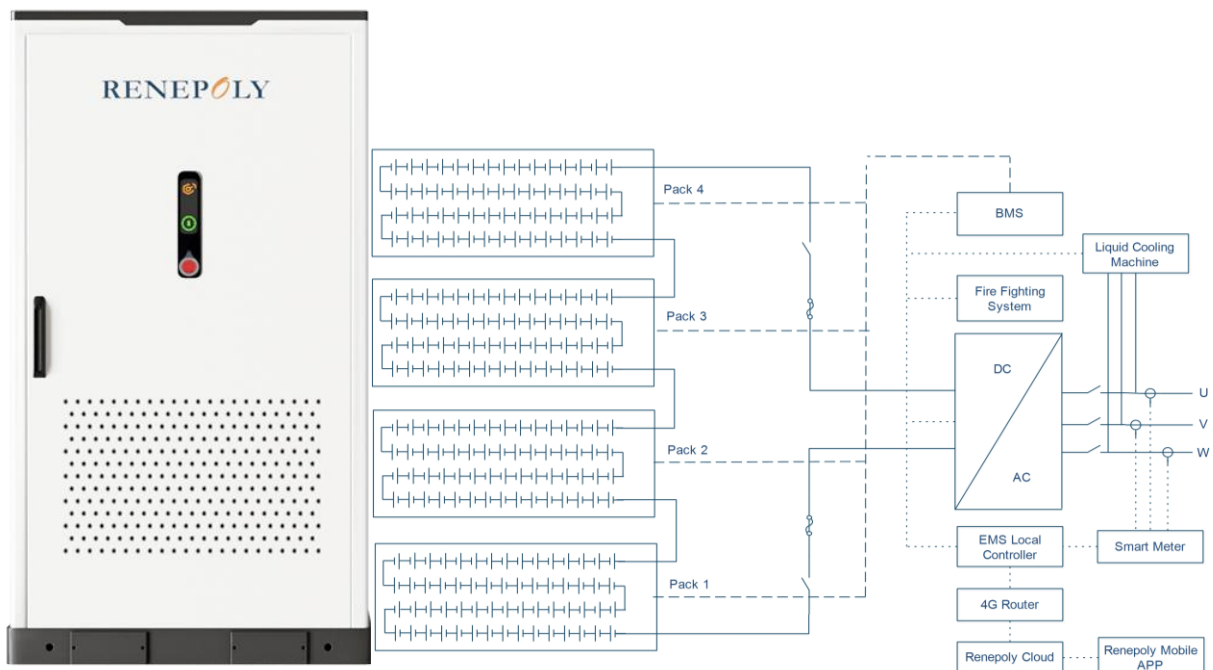 RENEPOLY
Pack 4
Pack 3
Pack 2
Pack 1
BMS
Liquid Cooling
Machine
Fire Fighting
System
DC
AC
U
V
W
EMS Local
Controller
Smart Meter
4G Router
Renepoly Cloud
Renepoly Mobile
APP